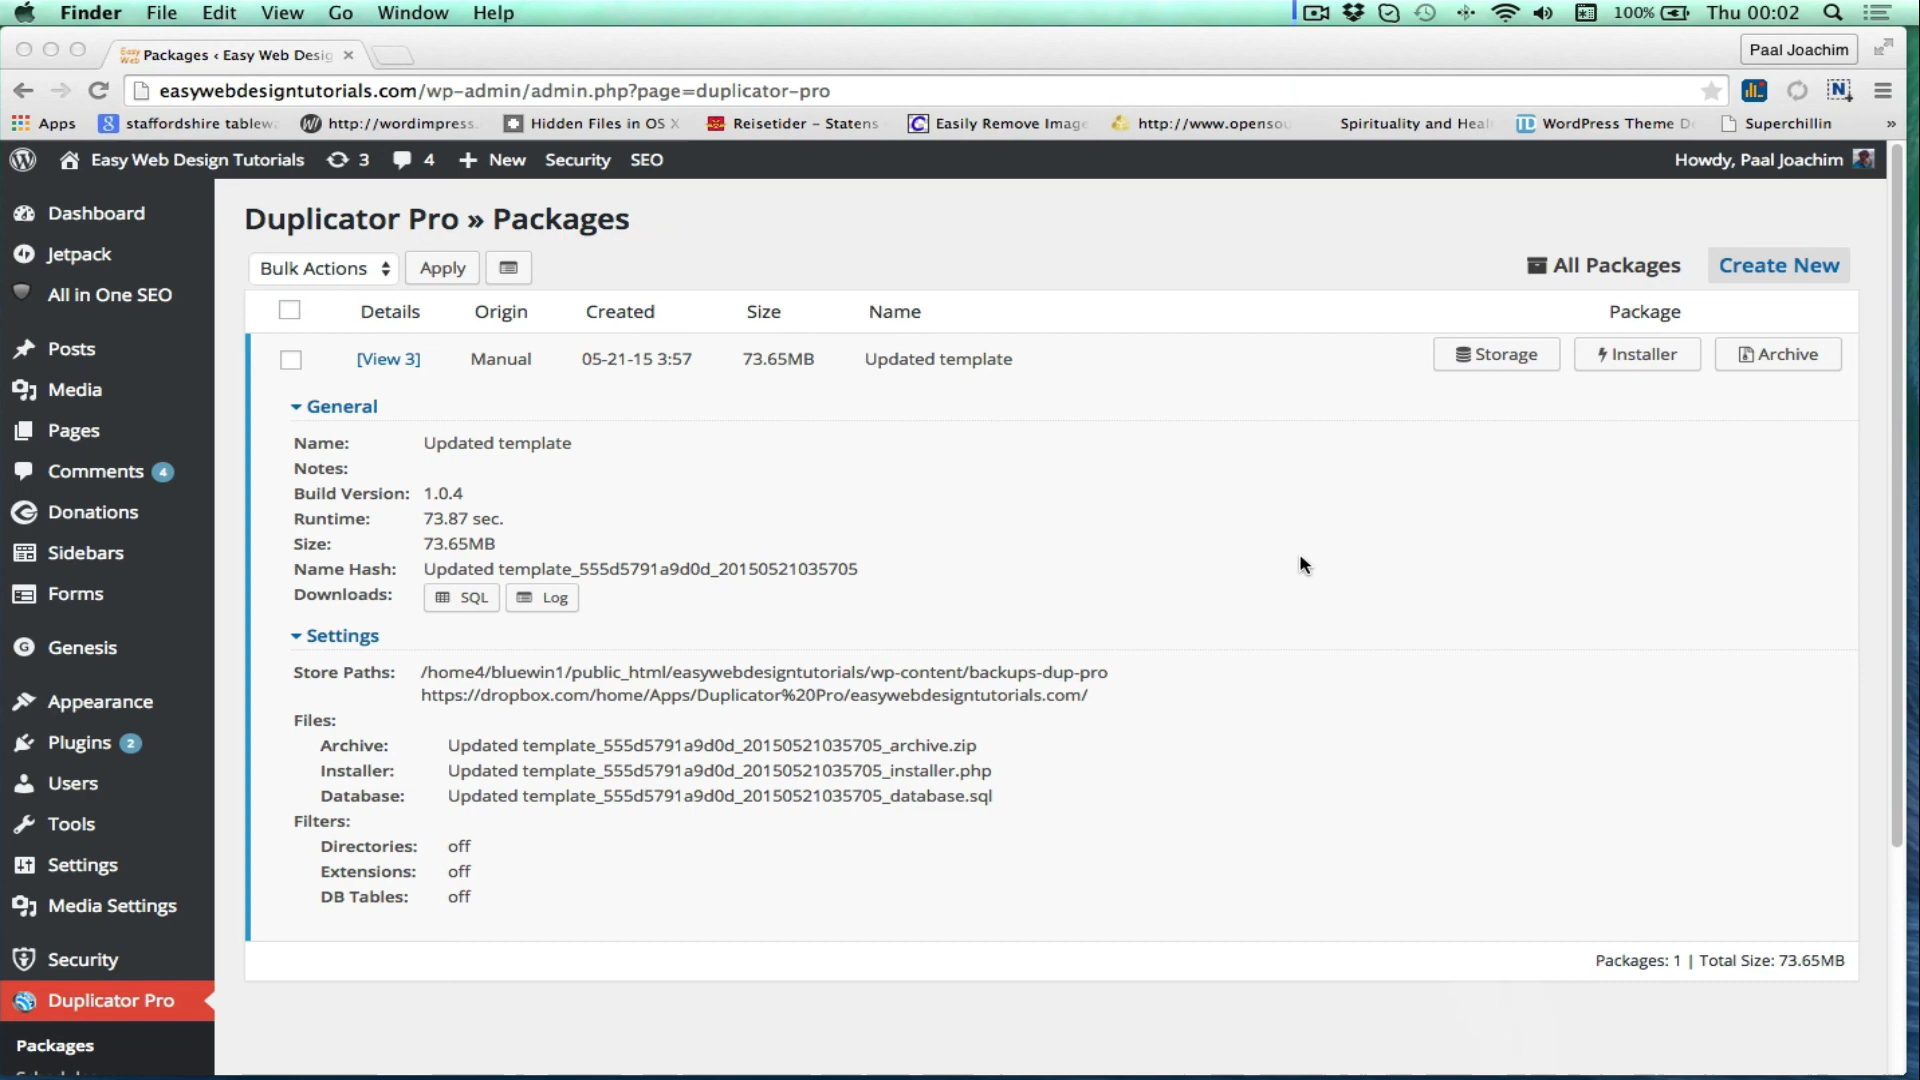 Finder File Edit View Go Window Help 100% Thu 00:02
Packages ‹ Easy Web Desig Paal Joachim
easywebdesigntutorials.com/wp-admin/admin.php?page=duplicator-pro
Apps staffordshire tablew http://wordimpress. Hidden Files in OS X Reisetider – Statens Easily Remove Image http://www.openso Spirituality and Heal WordPress Theme D Superchillin »
Easy Web Design Tutorials 3 4 New Security SEO Howdy, Paal Joachim
Dashboard
Jetpack
All in One SEO
Posts
Media
Pages
Comments 4
Donations
Sidebars
Forms
Genesis
Appearance
Plugins 2
Users
Tools
Settings
Media Settings
Security
Duplicator Pro
Packages
Duplicator Pro » Packages
Bulk Actions Apply All Packages Create New
Details Origin Created Size Name Package
[View 3] Manual 05-21-15 3:57 73.65MB Updated template Storage Installer Archive
General
Name: Updated template
Notes:
Build Version: 1.0.4
Runtime: 73.87 sec.
Size: 73.65MB
Name Hash: Updated template_555d5791a9d0d_20150521035705
Downloads: SQL Log
Settings
Store Paths: /home4/bluewin1/public_html/easywebdesigntutorials/wp-content/backups-dup-pro
https://dropbox.com/home/Apps/Duplicator%20Pro/easywebdesigntutorials.com/
Files:
Archive: Updated template_555d5791a9d0d_20150521035705_archive.zip
Installer: Updated template_555d5791a9d0d_20150521035705_installer.php
Database: Updated template_555d5791a9d0d_20150521035705_database.sql
Filters:
Directories: off
Extensions: off
DB Tables: off
Packages: 1 | Total Size: 73.65MB